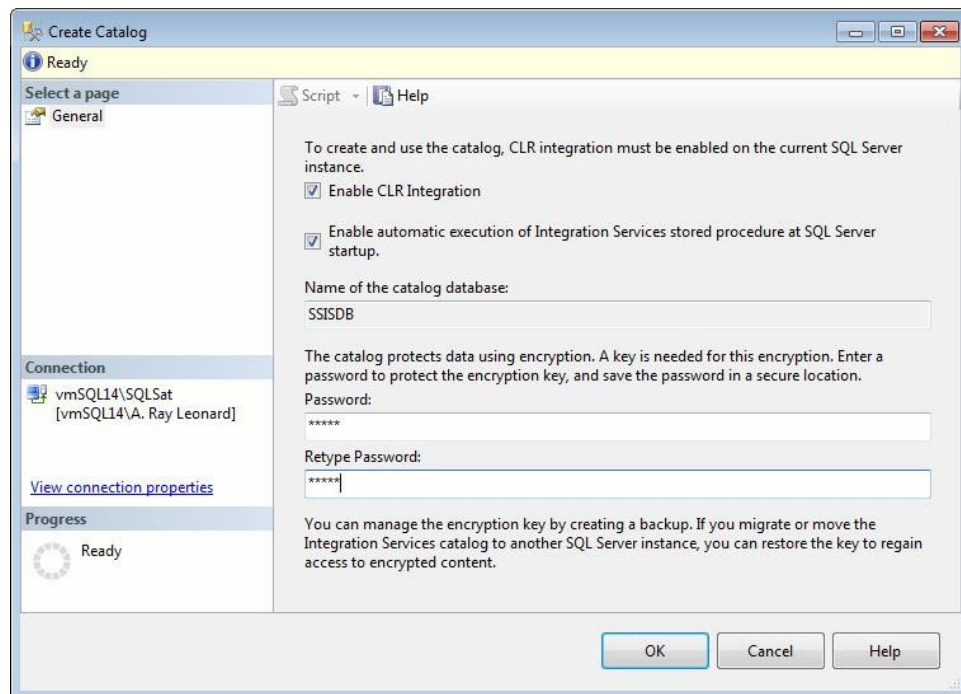 Create Catalog
Ready
Select a page
General
Script
Help
To create and use the catalog, CLR integration must be enabled on the current SQL Server
instance.
Enable CLR Integration
Enable automatic execution of Integration Services stored procedure at SQL Server
startup.
Name of the catalog database:
SSISDB
The catalog protects data using encryption. A key is needed for this encryption. Enter a
password to protect the encryption key, and save the password in a secure location.
Password:
*****
Retype Password:
*****
You can manage the encryption key by creating a backup. If you migrate or move the
Integration Services catalog to another SQL Server instance, you can restore the key to regain
access to encrypted content.
Connection
vmSQL14\SQLSat
[vmSQL14\A. Ray Leonard]
View connection properties
Progress
Ready
OK
Cancel
Help